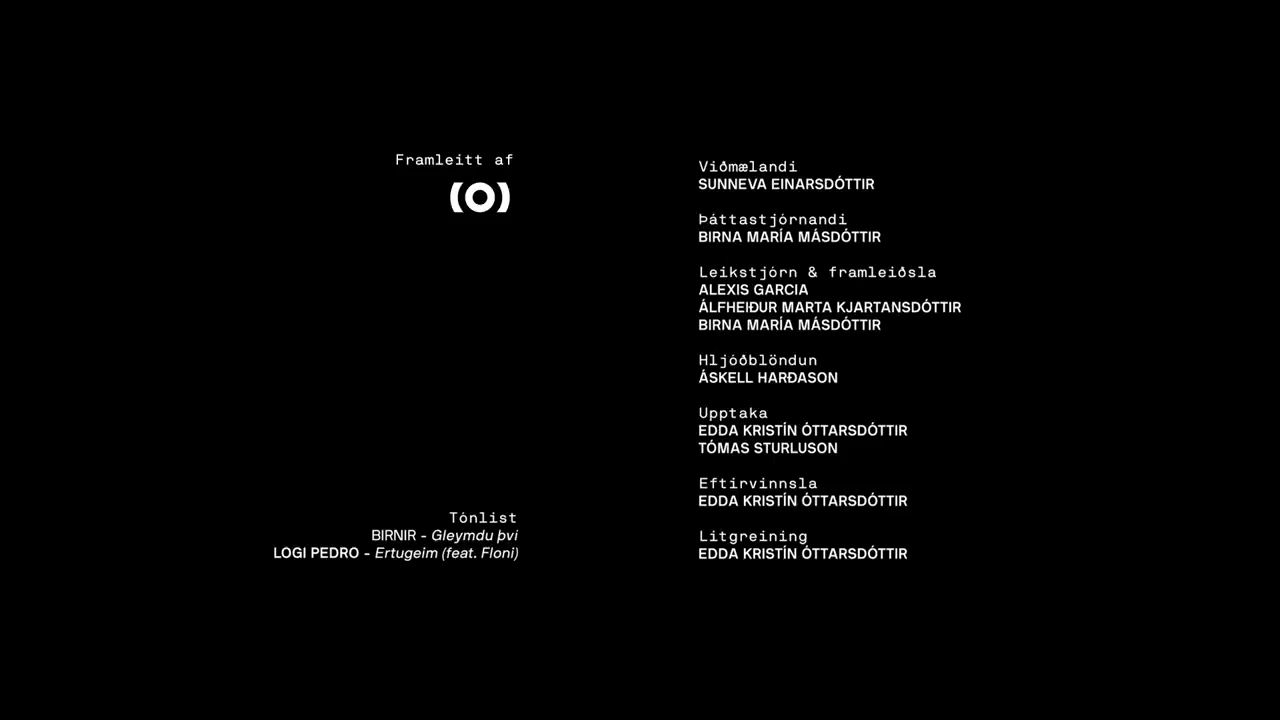 Framleitt af
(O)
Tónlist
BIRNIR - Gleymdu þvi
LOGI PEDRO - Ertugeim (feat. Floni)
Viðmælandi
SUNNEVA EINARSDÓTTIR
Þáttastjórnandi
BIRNA MARÍA MÁSDÓTTIR
Leikstjórn & framleiðsla
ALEXIS GARCIA
ÁLFHEIÐUR MARTA KJARTANSDÓTTIR
BIRNA MARÍA MÁSDÓTTIR
Hljóðblöndun
ÁSKELL HARÐASON
Upptaka
EDDA KRISTÍN ÓTTARSDÓTTIR
TÓMAS STURLUSON
Eftirvinnsla
EDDA KRISTÍN ÓTTARSDÓTTIR
Litgreining
EDDA KRISTÍN ÓTTARSDÓTTIR